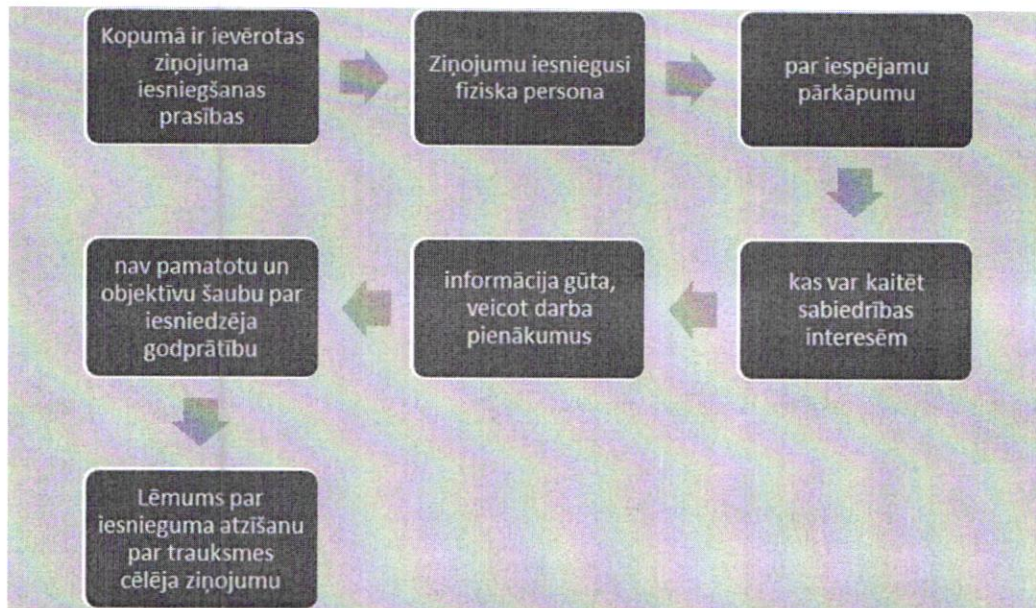 Kopumā ir ievērotas
ziņojuma
iesniegšanas
prasības
Ziņojumu iesniegusi
fiziska persona
par iespējamu
pārkāpumu
kas var kaitēt
sabiedrības
interesēm
informācija gūta,
veicot darba
pienākumus
nav pamatotu un
objektīvu šaubu par
iesniedzēja
godprātību
Lēmums par
iesnieguma atzīšanu
par trauksmes
cēlēja ziņojumu